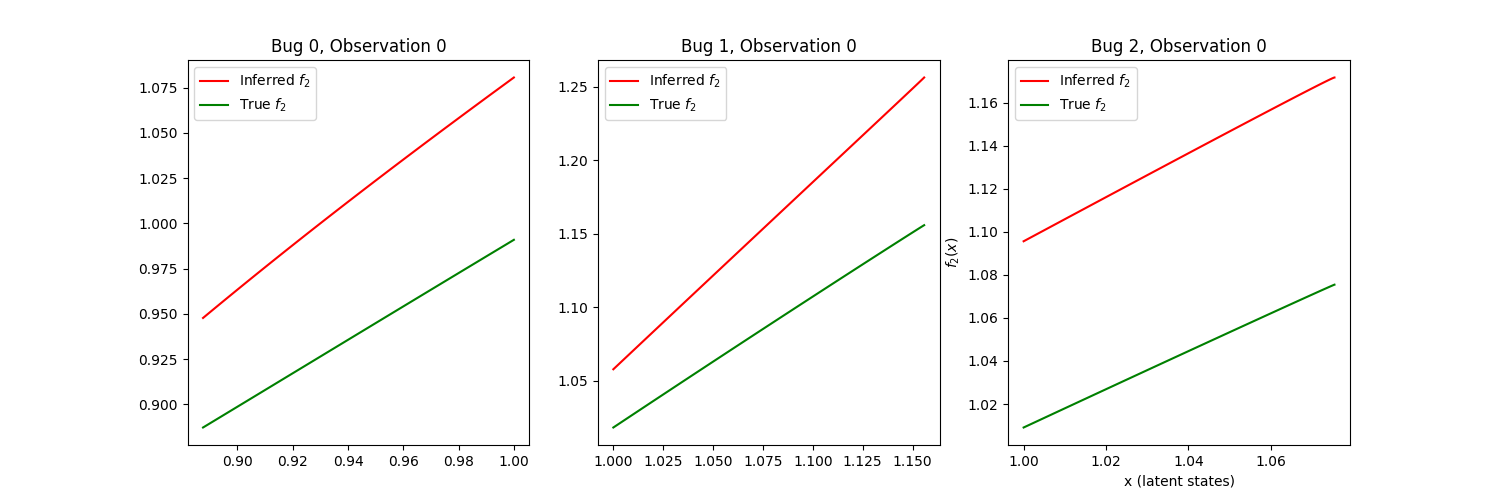 Bug 0, Observation 0
Inferred f₂
True f₂
1.075
1.050
1.025
1.000
0.975
0.950
0.925
0.900
0.90 0.92 0.94 0.96 0.98 1.00
Bug 1, Observation 0
Inferred f₂
True f₂
1.25
1.20
1.15
1.10
1.05
1.000 1.025 1.050 1.075 1.100 1.125 1.150
Bug 2, Observation 0
Inferred f₂
True f₂
f₂(x)
1.16
1.14
1.12
1.10
1.08
1.06
1.04
1.02
1.00 1.02 1.04 1.06
x (latent states)